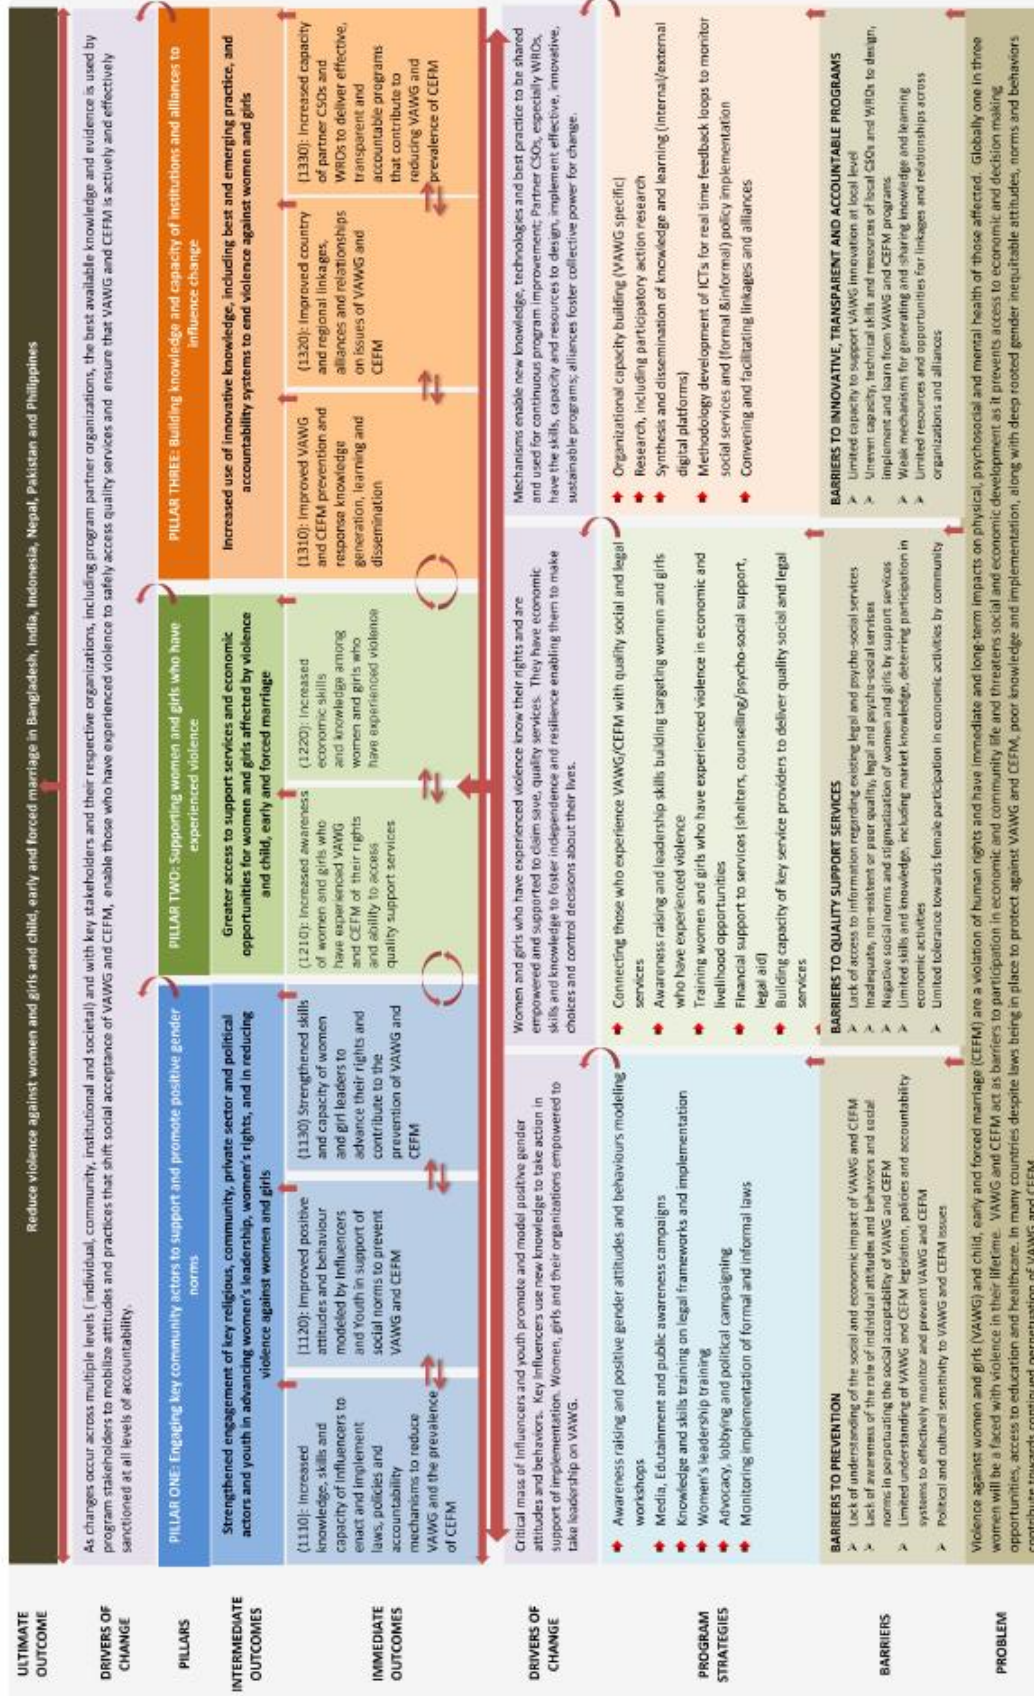 ULTIMATE
OUTCOME
Reduce violence against women and girls and child, early and forced marriage in Bangladesh, India, Indonesia, Nepal, Pakistan and Philippines
DRIVERS OF
CHANGE
As changes occur across multiple levels ( individual, community, institutional and societal) and with key stakeholders and their respective organizations, including program partner organizations, the best available knowledge and evidence is used by
program stakeholders to mobilize attitudes and practices that shift social acceptance of VAWG and CEFM, enable those who have experienced violence to safely access quality services and ensure that VAWG and CEFM is actively and effectively
sanctioned at all levels of accountability.
PILLARS
PILLAR ONE: Engaging key community actors to support and promote positive gender
norms
PILLAR TWO: Supporting women and girls who have
experienced violence
PILLAR THREE: Building knowledge and capacity of institutions and alliances to
influence change
INTERMEDIATE
OUTCOMES
Strengthened engagement of key religious, community, private sector and political
actors and youth in advancing women's leadership, women's rights, and in reducing
violence against women and girls
Greater access to support services and economic
opportunities for women and girls affected by violence
and child, early and forced marriage
Increased use of innovative knowledge, including best and emerging practice, and
accountability systems to end violence against women and girls
IMMEDIATE
OUTCOMES
(1110): Increased
knowledge, skills and
capacity of influencers to
enact and implement
laws, policies and
accountability
mechanisms to reduce
VAWG and the prevalence
of CEFM
(1120): Improved positive
attitudes and behaviour
modeled by Influencers
and Youth in support of
social norms to prevent
VAWG and CEFM
(1130) Strengthened skills
and capacity of women
and girl leaders to
advance their rights and
contribute to the
prevention of VAWG and
CEFM
(1210): Increased awareness
of women and girls who
have experienced VAWG
and CEFM of their rights
and ability to access
quality support services
(1220): Increased
economic skills
and knowledge among
women and girls who
have experienced violence
(1310): Improved VAWG
and CEFM prevention and
response knowledge
generation, learning and
dissemination
(1320): Improved country
and regional linkages,
alliances and relationships
on issues of VAWG and
CEFM
(1330): Increased capacity
of partner CSOs and
WROs to deliver effective,
transparent and
accountable programs
that contribute to
reducing VAWG and
prevalence of CEFM
DRIVERS OF
CHANGE
Critical mass of Influencers and youth promote and model positive gender
attitudes and behaviors. Key Influencers use new knowledge to take action in
support of implementation. Women, girls and their organizations empowered to
take leadership on VAWG.
Women and girls who have experienced violence know their rights and are
empowered and supported to claim save, quality services. They have economic
skills and knowledge to foster independence and resilience enabling them to make
choices and control decisions about their lives.
Mechanisms enable new knowledge, technologies and best practice to be shared
and used for continuous program improvement; Partner CSOs, especially WROs,
have the skills, capacity and resources to design, implement effective, innovative,
sustainable programs; alliances foster collective power for change.
PROGRAM
STRATEGIES
Awareness raising and positive gender attitudes and behaviours modeling
workshops
Media, Edutainment and public awareness campaigns
Knowledge and skills training on legal frameworks and implementation
Women's leadership training
Advocacy, lobbying and political campaigning
Monitoring implementation of formal and informal laws
Connecting those who experience VAWG/CEFM with quality social and legal
services
Awareness raising and leadership skills building targeting women and girls
who have experienced violence
Training women and girls who have experienced violence in economic and
livelihood opportunities
Financial support to services (shelters, counselling/psycho-social support,
legal aid)
Building capacity of key service providers to deliver quality social and legal
services
Organizational capacity building (VAWG specific)
Research, including participatory action research
Synthesis and dissemination of knowledge and learning (internal/external
digital platforms)
Methodology development of ICTs for real time feedback loops to monitor
social services and (formal &informal) policy implementation
Convening and facilitating linkages and alliances
BARRIERS
BARRIERS TO PREVENTION
➢ Lack of understanding of the social and economic impact of VAWG and CEFM
➢ Lack of awareness of the role of individual attitudes and behaviors and social
norms in perpetuating the social acceptability of VAWG and CEFM
➢ Limited understanding of VAWG and CEFM legislation, policies and accountability
systems to effectively monitor and prevent VAWG and CEFM
➢ Political and cultural sensitivity to VAWG and CEFM issues
BARRIERS TO QUALITY SUPPORT SERVICES
➢ Lack of access to information regarding existing legal and psycho-social services
➢ Inadequate, non-existent or poor quality, legal and psycho-social services
➢ Negative social norms and stigmatization of women and girls by support services
➢ Limited skills and knowledge, including market knowledge, deterring participation in
economic activities
➢ Limited tolerance towards female participation in economic activities by community
BARRIERS TO INNOVATIVE, TRANSPARENT AND ACCOUNTABLE PROGRAMS
➢ Limited capacity to support VAWG innovation at local level
➢ Uneven capacity, technical skills and resources of local CSOs and WROs to design,
implement and learn from VAWG and CEFM programs
➢ Weak mechanisms for generating and sharing knowledge and learning
➢ Limited resources and opportunities for linkages and relationships across
organizations and alliances
PROBLEM
Violence against women and girls (VAWG) and child, early and forced marriage (CEFM) are a violation of human rights and have immediate and long-term impacts on physical, psychosocial and mental health of those affected. Globally one in three
women will be a faced with violence in their lifetime. VAWG and CEFM act as barriers to participation in economic and community life and threatens social and economic development as it prevents access to economic and decision making
opportunities, access to education and healthcare. In many countries despite laws being in place to protect against VAWG and CEFM, poor knowledge and implementation, along with deep rooted gender inequitable attitudes, norms and behaviors
contribute towards continued perpetuation of VAWG and CEFM